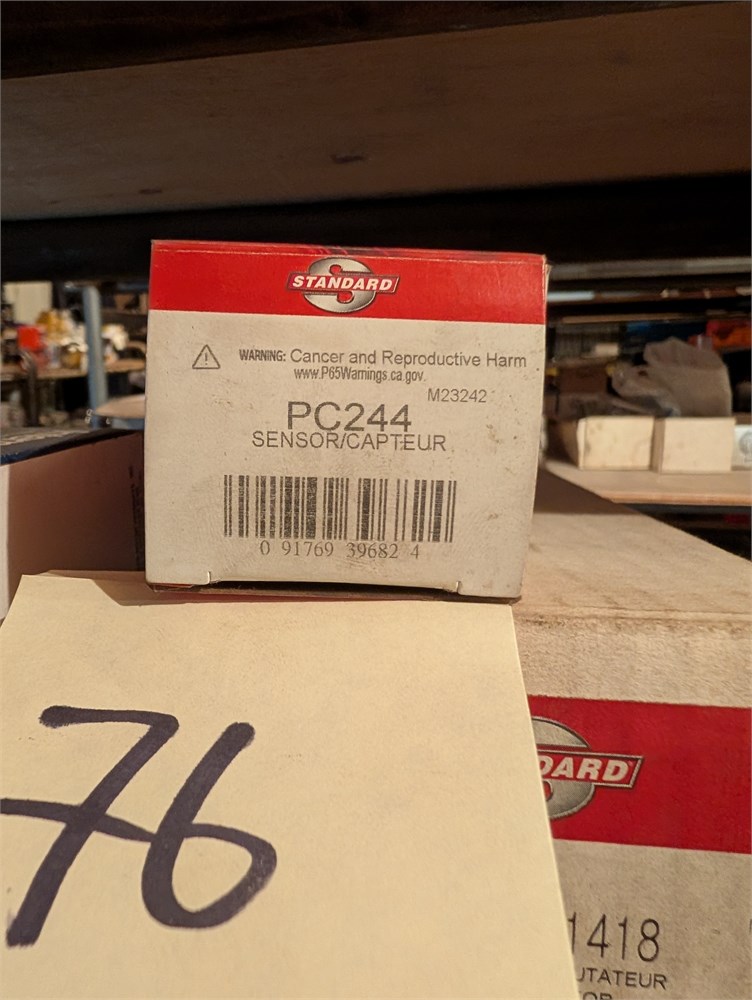 STANDARD
WARNING: Cancer and Reproductive Harm
www.P65Warnings.ca.gov.
M23242
PC244
SENSOR/CAPTEUR
0 91769 39682 4
76
DARD
1418
UTATEUR